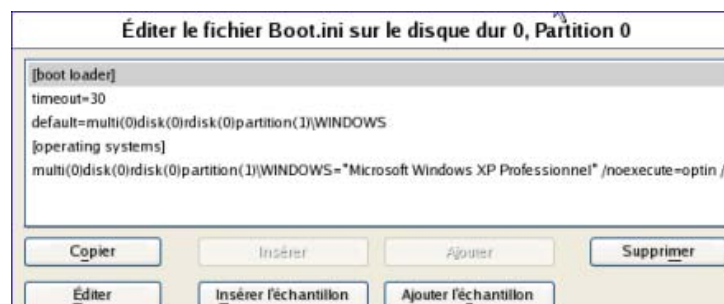 Éditer le fichier Boot.ini sur le disque dur 0, Partition 0
[boot loader]
timeout=30
default=multi(0)disk(0)rdisk(0)partition(1)\WINDOWS
[operating systems]
multi(0)disk(0)rdisk(0)partition(1)\WINDOWS="Microsoft Windows XP Professionnel" /noexecute=optin /
Copier Insérer Ajouter Supprimer
Éditer Insérer l'échantillon Ajouter l'échantillon